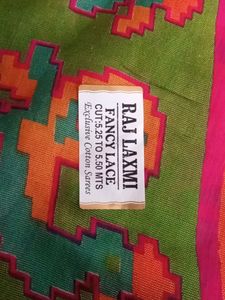 RAJ LAXMI
FANCY LACE
CUT:5.25 TO 5.50 MTS
Exclusive Cotton Sarees